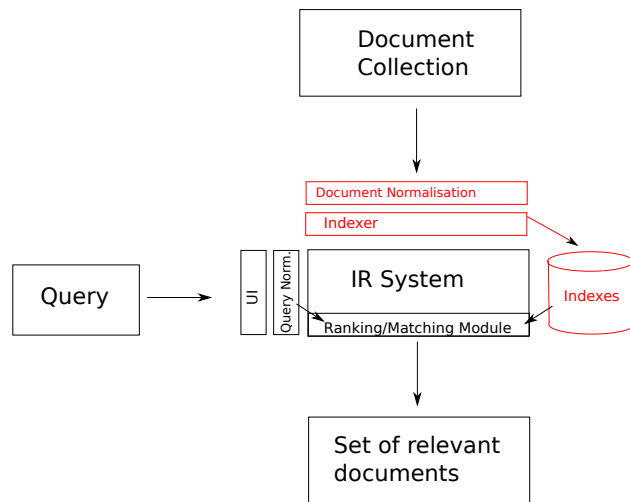 Document
Collection
Document Normalisation
Indexer
Query
UI
Query Norm.
IR System
Ranking/Matching Module
Indexes
Set of relevant
documents